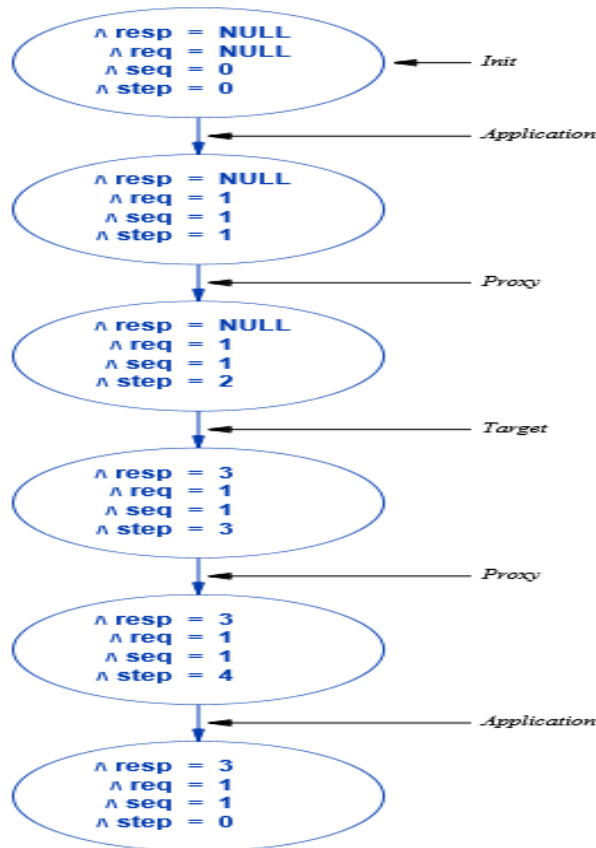 ∧ resp = NULL
∧ req = NULL
∧ seq = 0
∧ step = 0
Init
Application
∧ resp = NULL
∧ req = 1
∧ seq = 1
∧ step = 1
Proxy
∧ resp = NULL
∧ req = 1
∧ seq = 1
∧ step = 2
Target
∧ resp = 3
∧ req = 1
∧ seq = 1
∧ step = 3
Proxy
∧ resp = 3
∧ req = 1
∧ seq = 1
∧ step = 4
Application
∧ resp = 3
∧ req = 1
∧ seq = 1
∧ step = 0